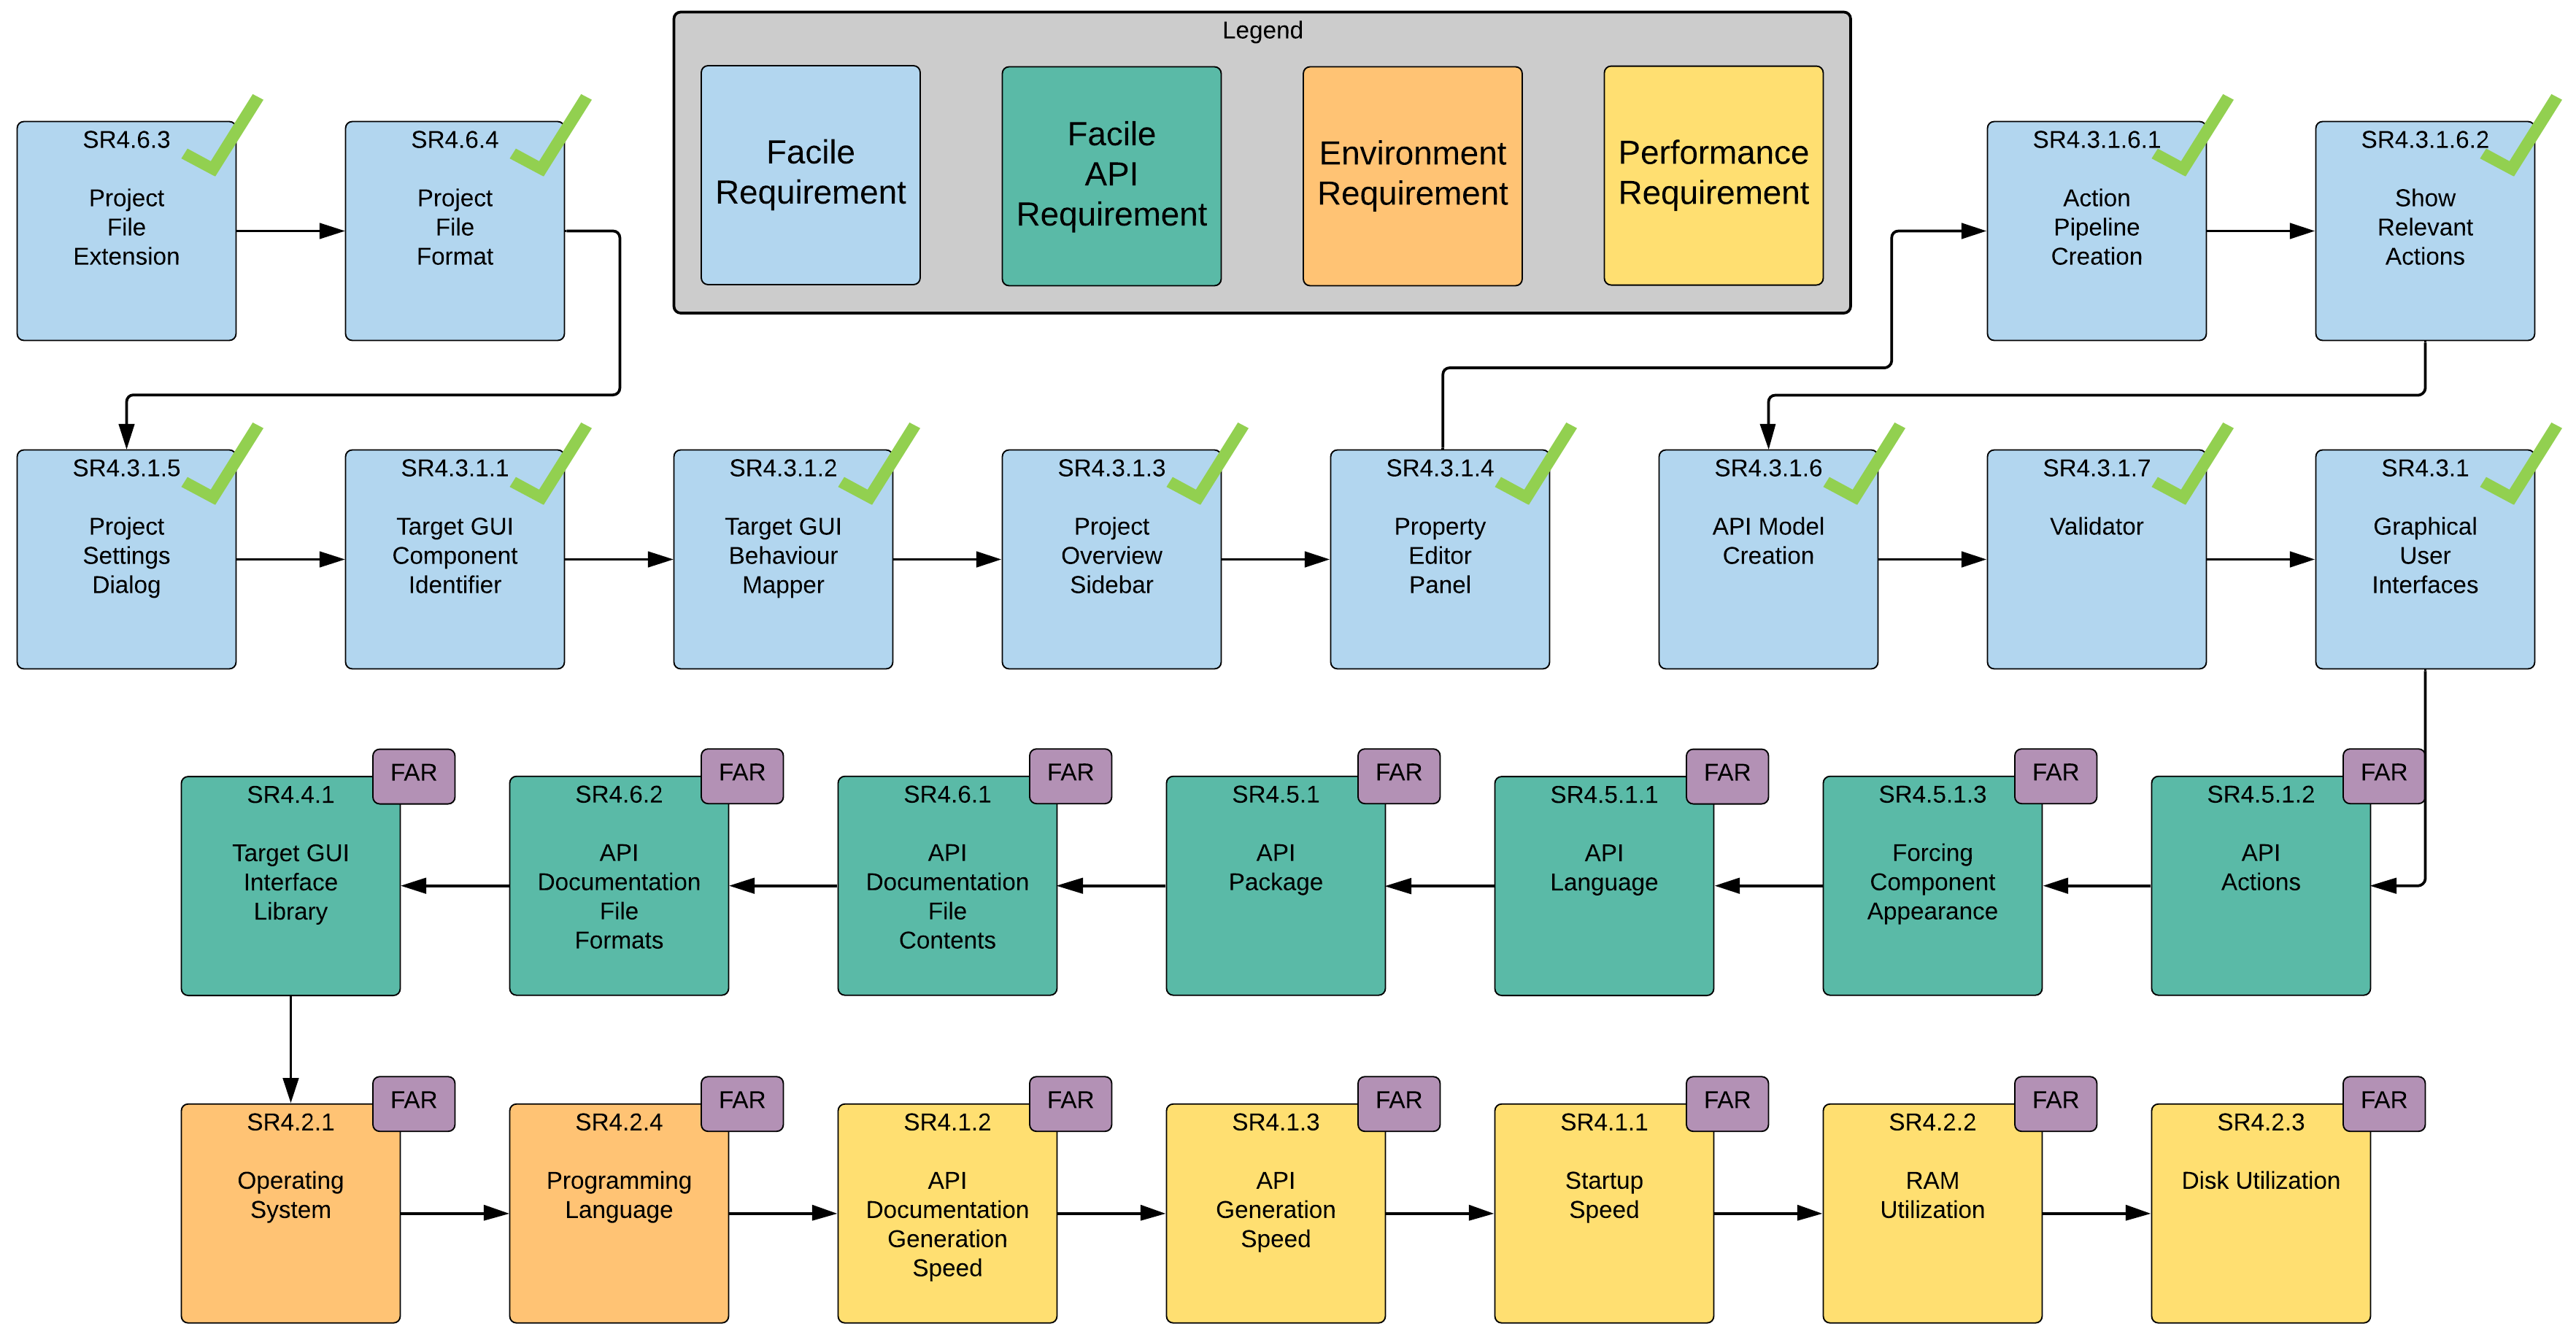 Legend
Facile
Requirement
Facile
API
Requirement
Environment
Requirement
Performance
Requirement
SR4.6.3
Project
File
Extension
SR4.6.4
Project
File
Format
SR4.3.1.6.1
Action
Pipeline
Creation
SR4.3.1.6.2
Show
Relevant
Actions
SR4.3.1.5
Project
Settings
Dialog
SR4.3.1.1
Target GUI
Component
Identifier
SR4.3.1.2
Target GUI
Behaviour
Mapper
SR4.3.1.3
Project
Overview
Sidebar
SR4.3.1.4
Property
Editor
Panel
SR4.3.1.6
API Model
Creation
SR4.3.1.7
Validator
SR4.3.1
Graphical
User
Interfaces
FAR
SR4.4.1
Target GUI
Interface
Library
FAR
SR4.6.2
API
Documentation
File
Formats
FAR
SR4.6.1
API
Documentation
File
Contents
FAR
SR4.5.1
API
Package
FAR
SR4.5.1.1
API
Language
FAR
SR4.5.1.3
Forcing
Component
Appearance
FAR
SR4.5.1.2
API
Actions
FAR
SR4.2.1
Operating
System
FAR
SR4.2.4
Programming
Language
FAR
SR4.1.2
API
Documentation
Generation
Speed
FAR
SR4.1.3
API
Generation
Speed
FAR
SR4.1.1
Startup
Speed
FAR
SR4.2.2
RAM
Utilization
FAR
SR4.2.3
Disk Utilization